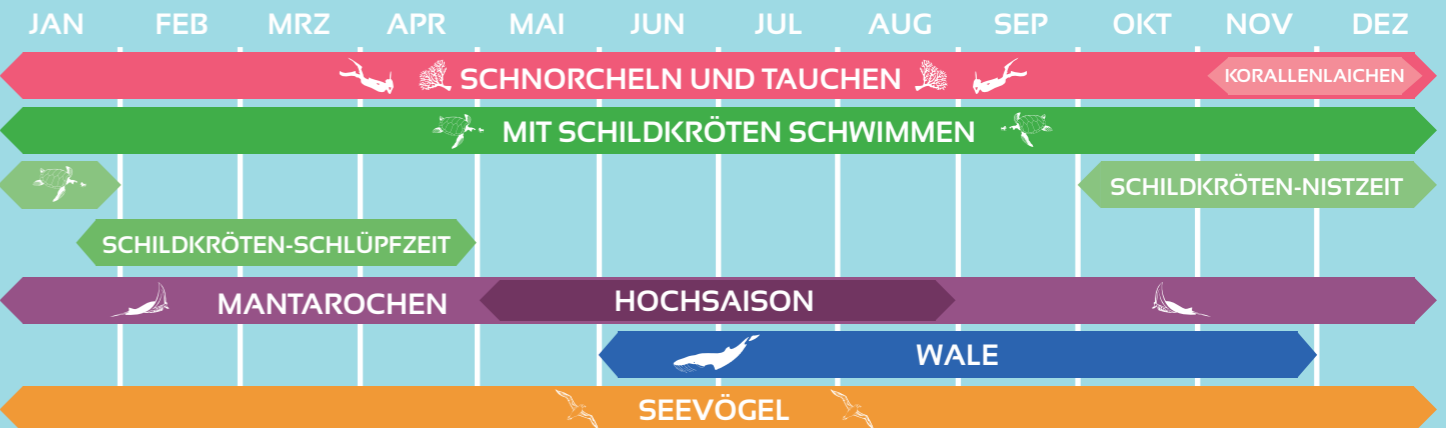 JAN FEB MRZ APR MAI JUN JUL AUG SEP OKT NOV DEZ
SCHNORCHELN UND TAUCHEN KORALLENLAICHEN
MIT SCHILDKRÖTEN SCHWIMMEN
SCHILDKRÖTEN-NISTZEIT
SCHILDKRÖTEN-SCHLÜPFZEIT
MANTAROCHEN HOCHSAISON
WALE
SEEVÖGEL